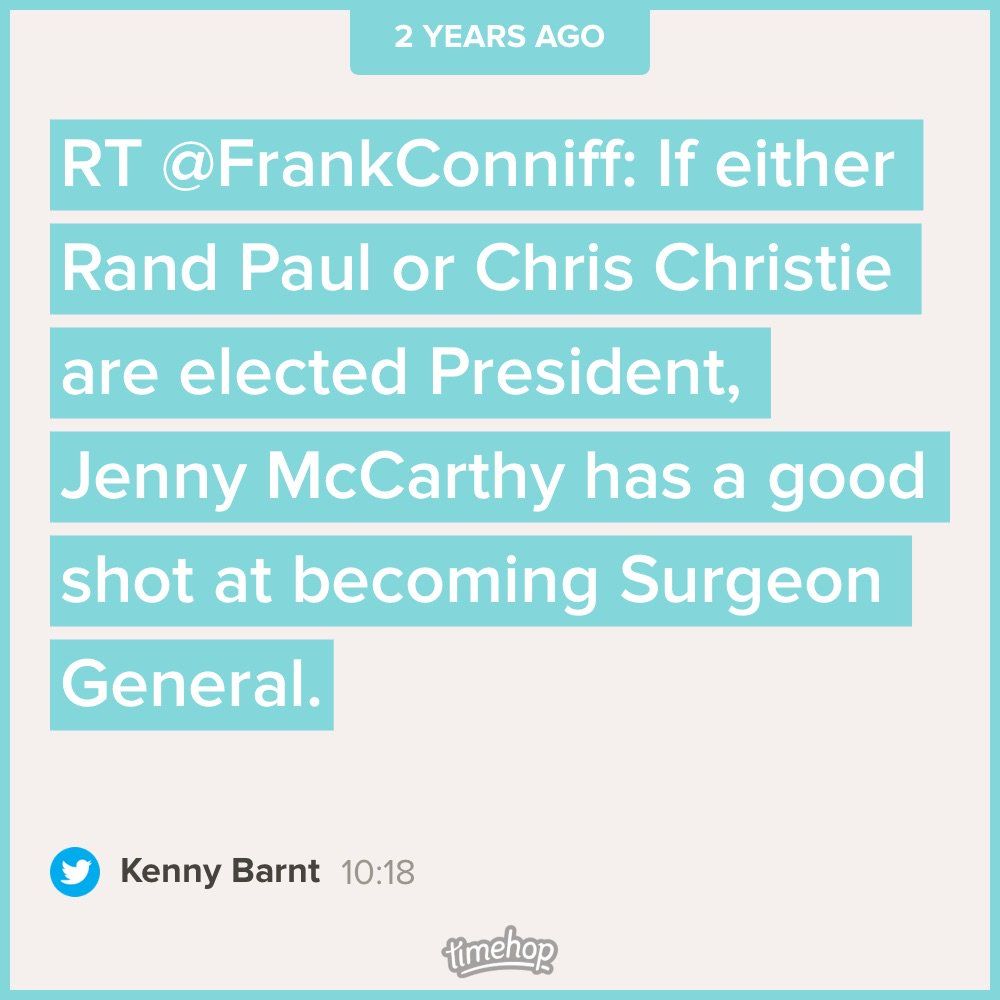 2 YEARS AGO
RT @FrankConniff: If either
Rand Paul or Chris Christie
are elected President,
Jenny McCarthy has a good
shot at becoming Surgeon
General.
Kenny Barnt 10:18
timehop